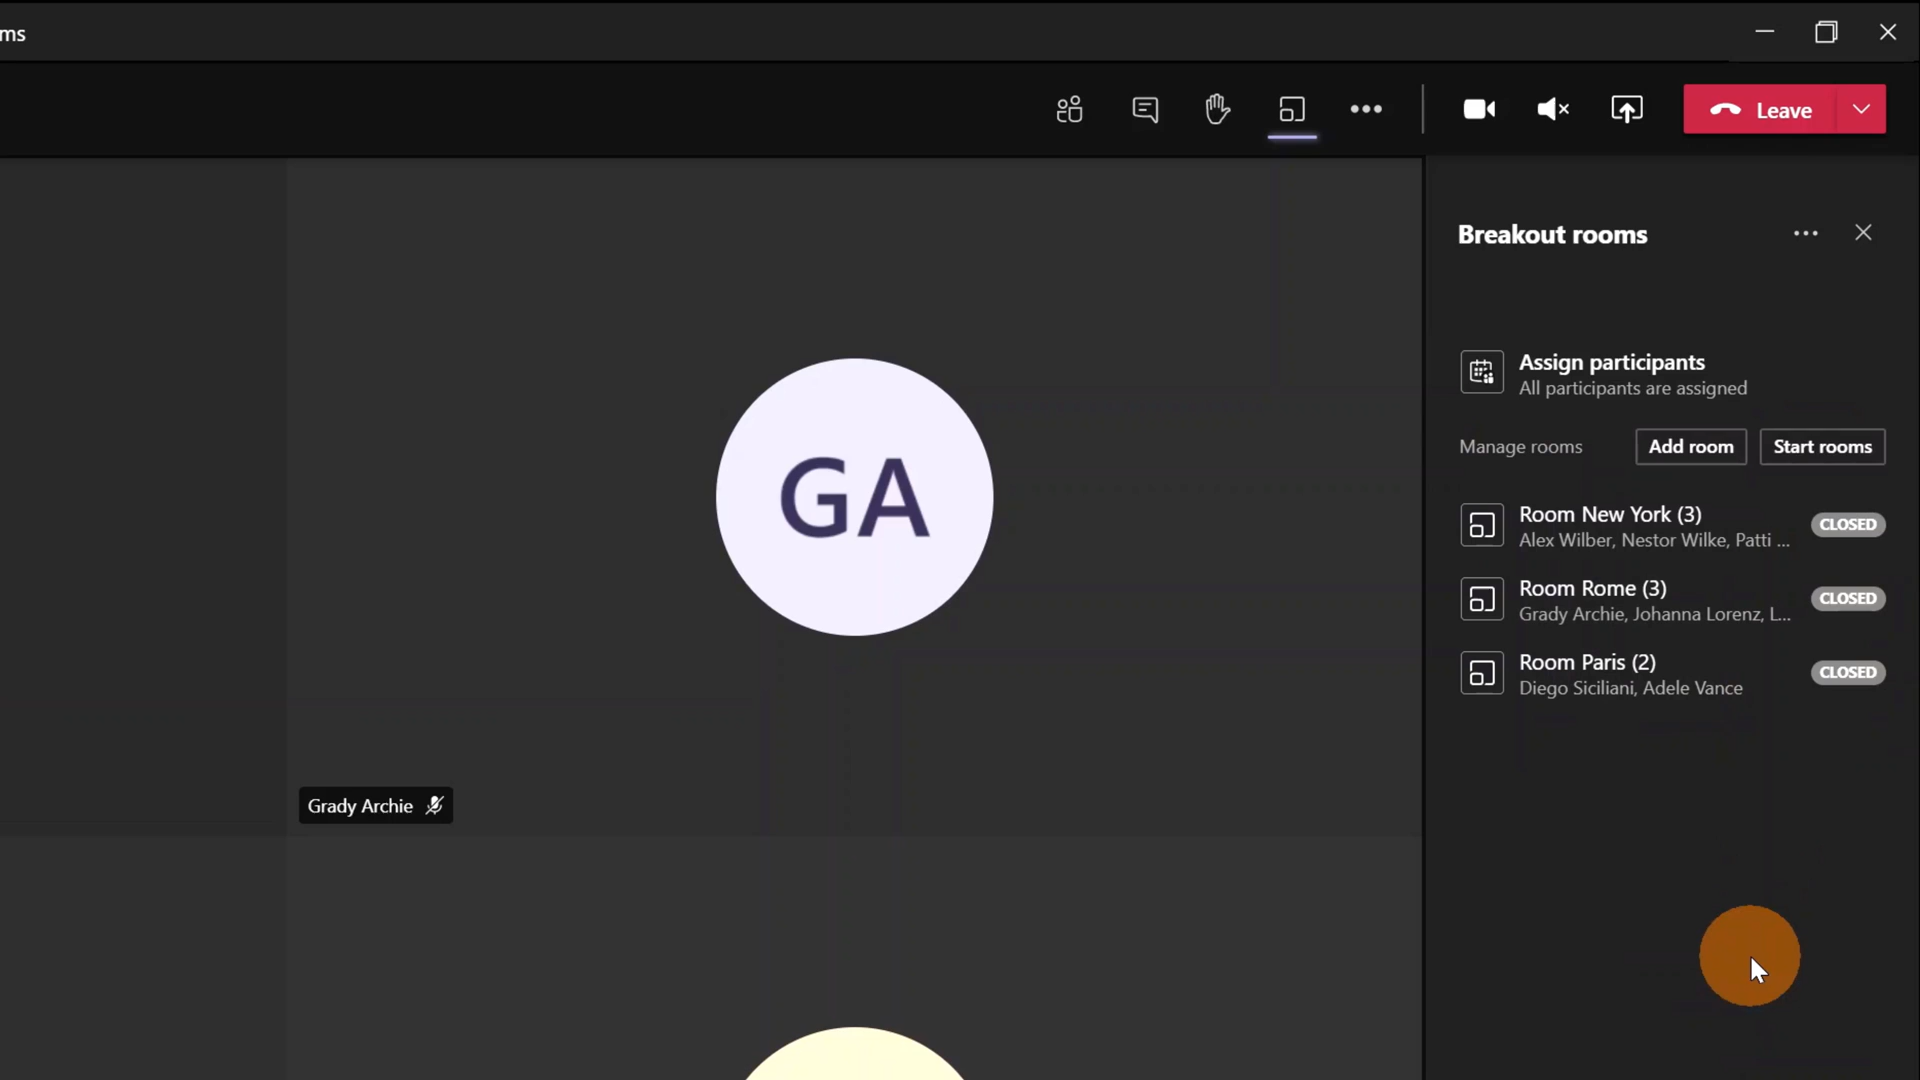 ms
Leave
Breakout rooms
Assign participants
All participants are assigned
Manage rooms
Add room
Start rooms
Room New York (3)
CLOSED
Alex Wilber, Nestor Wilke, Patti ...
Room Rome (3)
CLOSED
Grady Archie, Johanna Lorenz, L...
Room Paris (2)
CLOSED
Diego Siciliani, Adele Vance
GA
Grady Archie